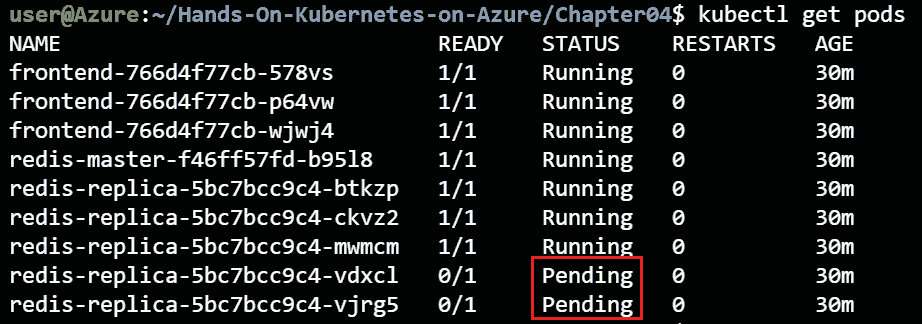 user@Azure:~/Hands-On-Kubernetes-on-Azure/Chapter04$ kubectl get pods
NAME READY STATUS RESTARTS AGE
frontend-766d4f77cb-578vs 1/1 Running 0 30m
frontend-766d4f77cb-p64vw 1/1 Running 0 30m
frontend-766d4f77cb-wjwj4 1/1 Running 0 30m
redis-master-f46ff57fd-b95l8 1/1 Running 0 30m
redis-replica-5bc7bcc9c4-btkzp 1/1 Running 0 30m
redis-replica-5bc7bcc9c4-ckvz2 1/1 Running 0 30m
redis-replica-5bc7bcc9c4-mwmcm 1/1 Running 0 30m
redis-replica-5bc7bcc9c4-vdxcl 0/1 Pending 0 30m
redis-replica-5bc7bcc9c4-vjrg5 0/1 Pending 0 30m